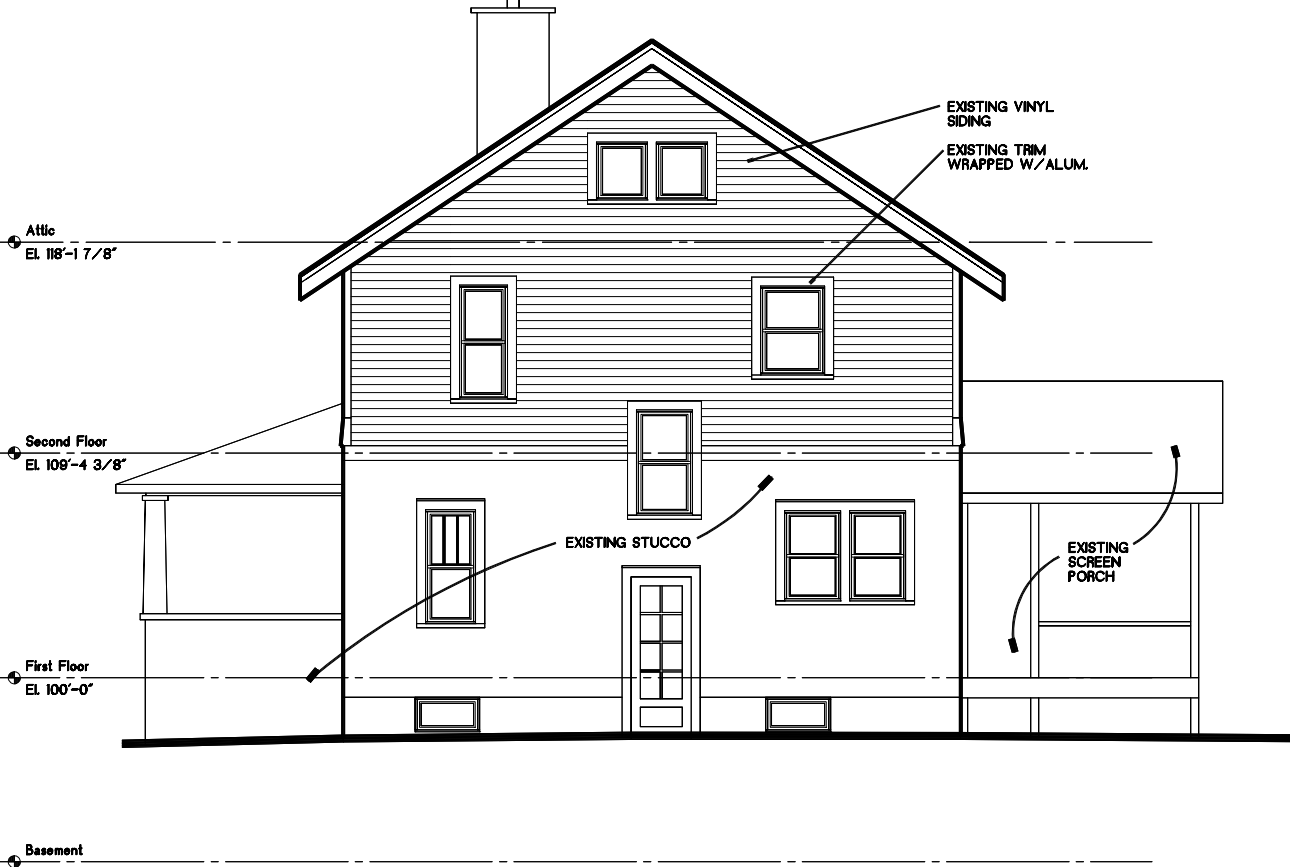 EXISTING VINYL
SIDING
EXISTING TRIM
WRAPPED W/ALUM.
Attic
El. 118'-1 7/8"
Second Floor
El. 109'-4 3/8"
EXISTING STUCCO
EXISTING
SCREEN
PORCH
First Floor
El. 100'-0"
Basement